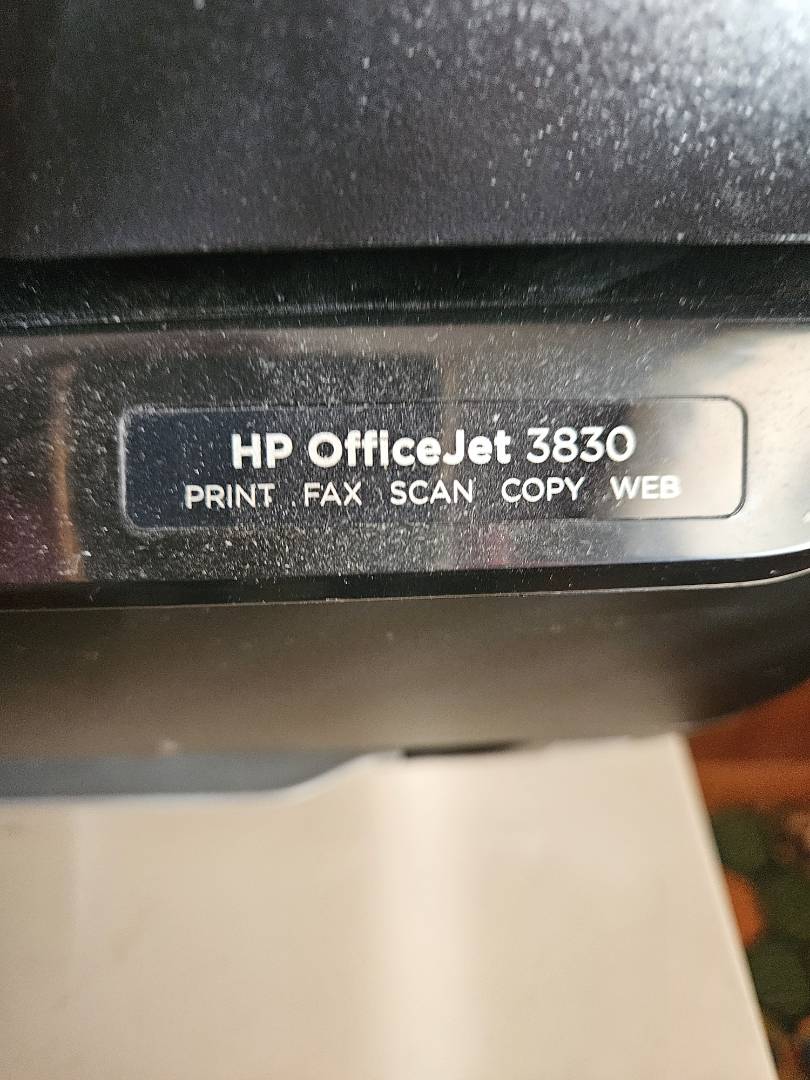 HP OfficeJet 3830
PRINT FAX SCAN COPY WEB